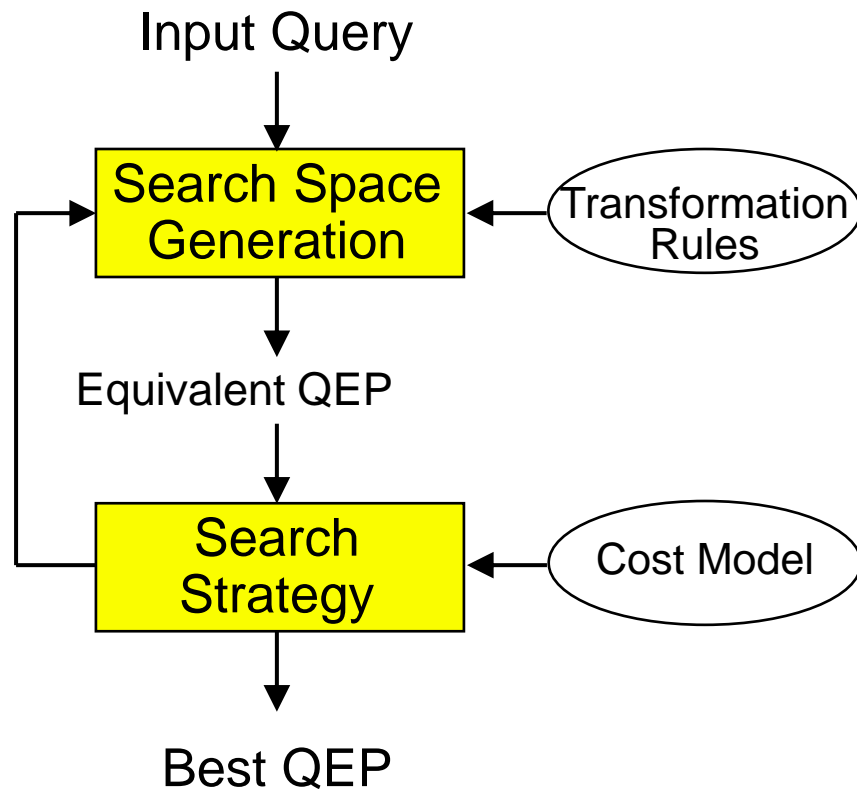 Input Query
Search Space
Generation
Transformation
Rules
Equivalent QEP
Search
Strategy
Cost Model
Best QEP